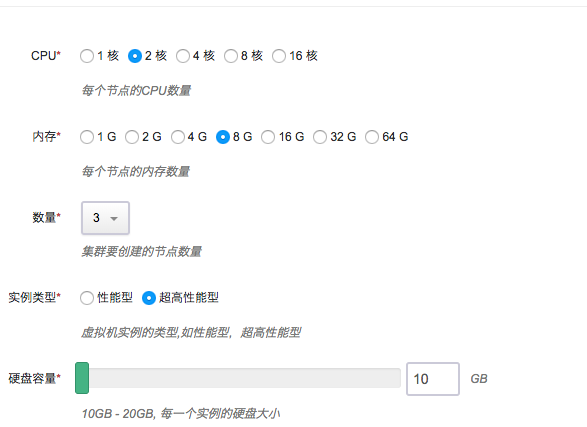 CPU* 1 核 2 核 4 核 8 核 16 核
每个节点的CPU数量
内存* 1 G 2 G 4 G 8 G 16 G 32 G 64 G
每个节点的内存数量
数量* 3
集群要创建的节点数量
实例类型* 性能型 超高性能型
虚拟机实例的类型,如性能型，超高性能型
硬盘容量* 10 GB
10GB - 20GB, 每一个实例的硬盘大小